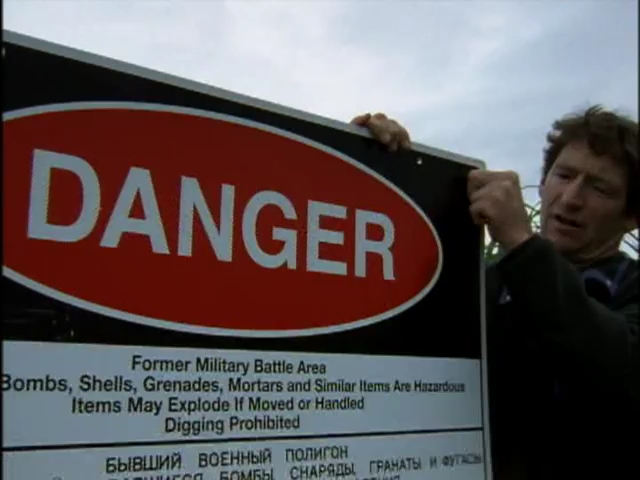 DANGER
Former Military Battle Area
Bombs, Shells, Grenades, Mortars and Similar Items Are Hazardous
Items May Explode If Moved or Handled
Digging Prohibited
БЫВШИЙ ВОЕННЫЙ ПОЛИГОН
БОМБЫ СНАРЯДЫ ГРАНАТЫ И ФУГАСЫ